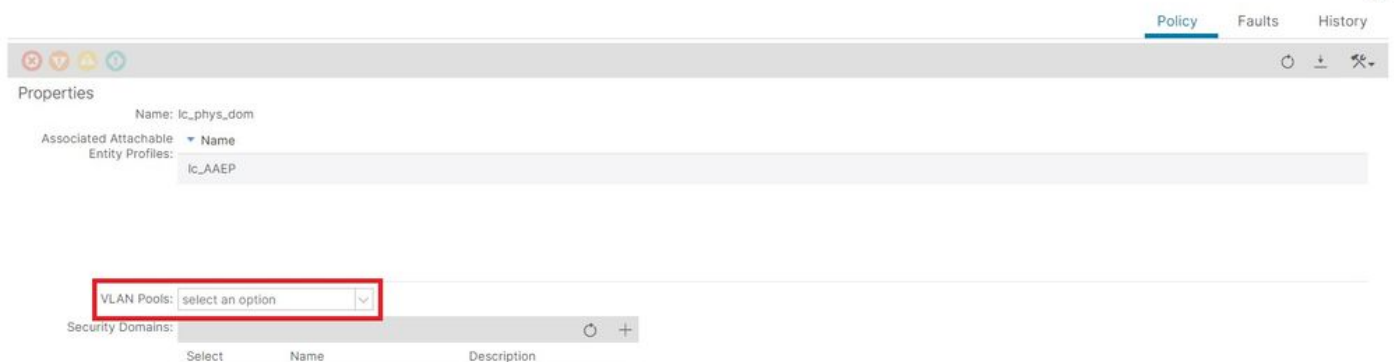 Policy Faults History
Properties
Name: lc_phys_dom
Associated Attachable Entity Profiles:
Name
lc_AAEP
VLAN Pools: select an option
Security Domains:
Select Name Description